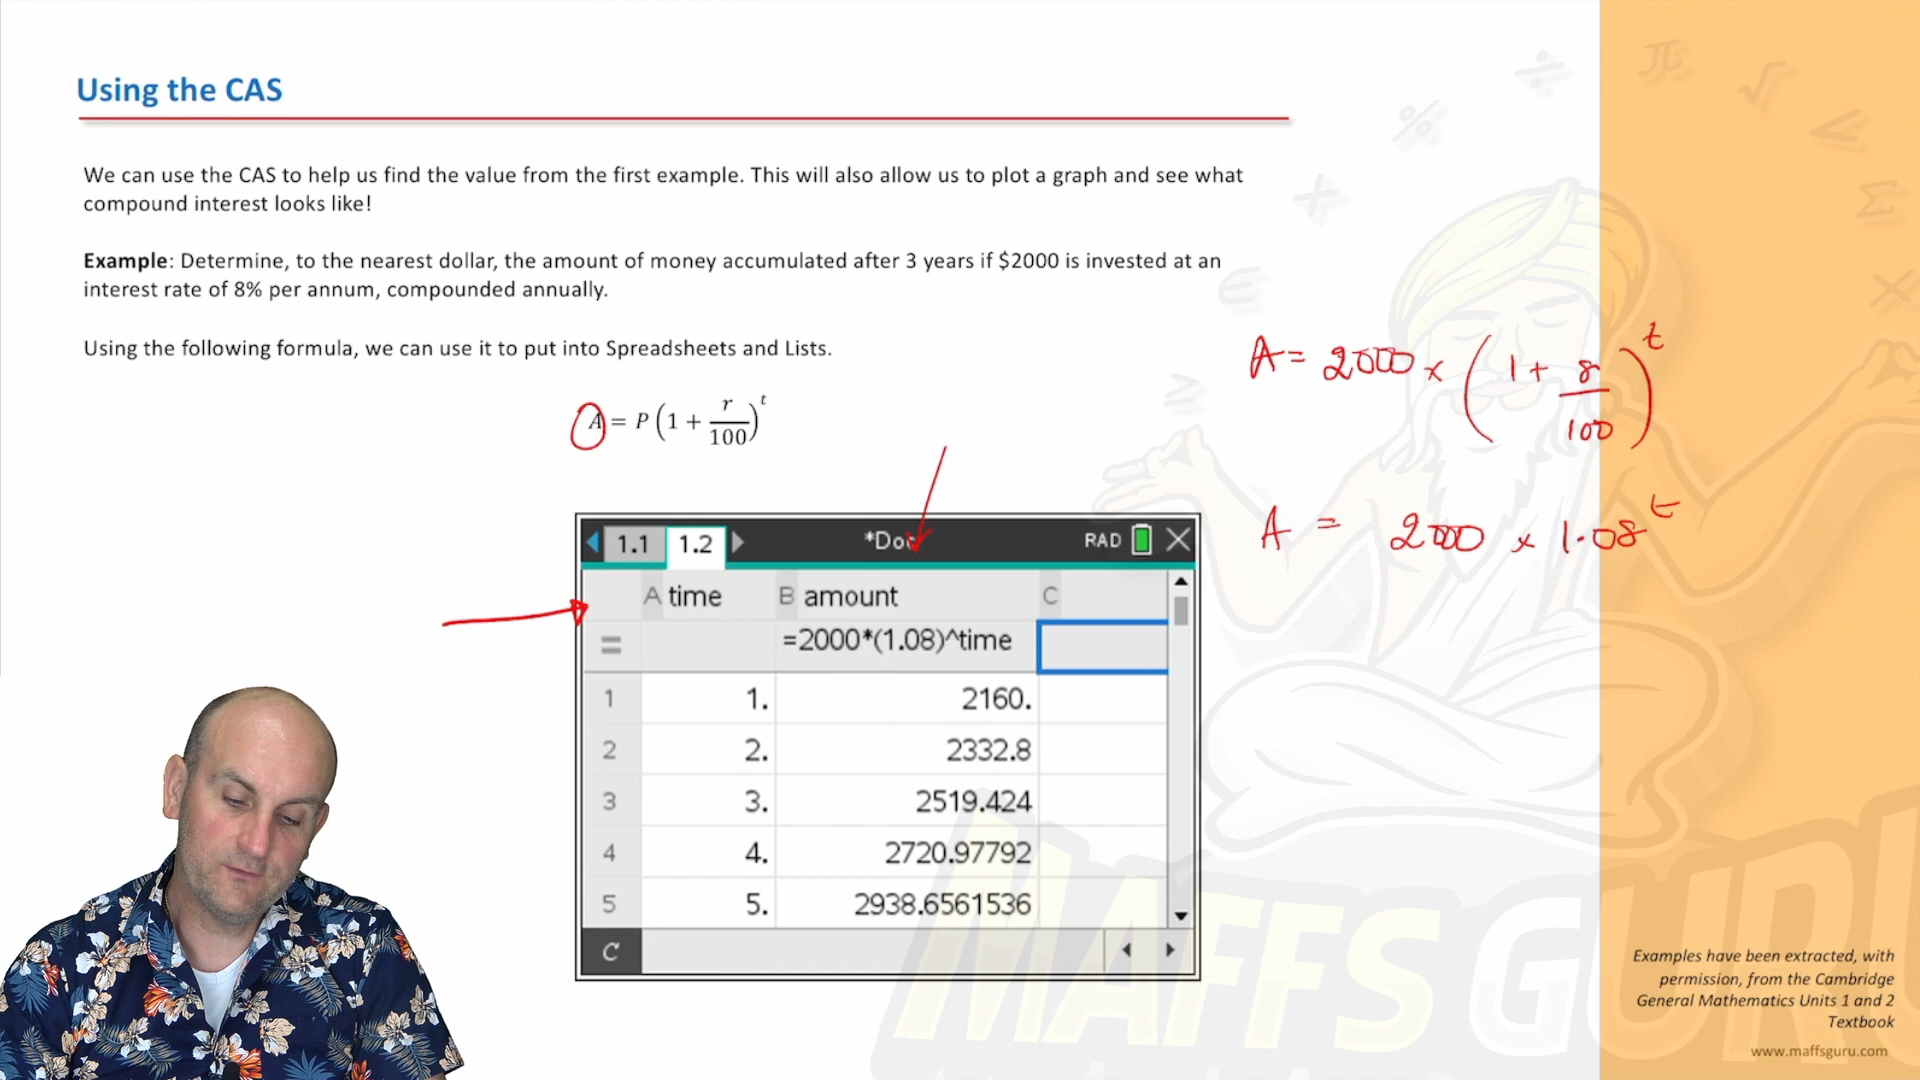 Using the CAS
We can use the CAS to help us find the value from the first example. This will also allow us to plot a graph and see what
compound interest looks like!
Example: Determine, to the nearest dollar, the amount of money accumulated after 3 years if $2000 is invested at an
interest rate of 8% per annum, compounded annually.
Using the following formula, we can use it to put into Spreadsheets and Lists.
A = P (1 + r/100)^t
A = 2000 × (1 + 8/100)^t
A = 2000 × 1.08^t
1.1 1.2 *Doc RAD
A time B amount C
=2000*(1.08)^time
1 1. 2160.
2 2. 2332.8
3 3. 2519.424
4 4. 2720.97792
5 5. 2938.6561536
C
MAFFS GURU
Examples have been extracted, with
permission, from the Cambridge
General Mathematics Units 1 and 2
Textbook
www.maffsguru.com